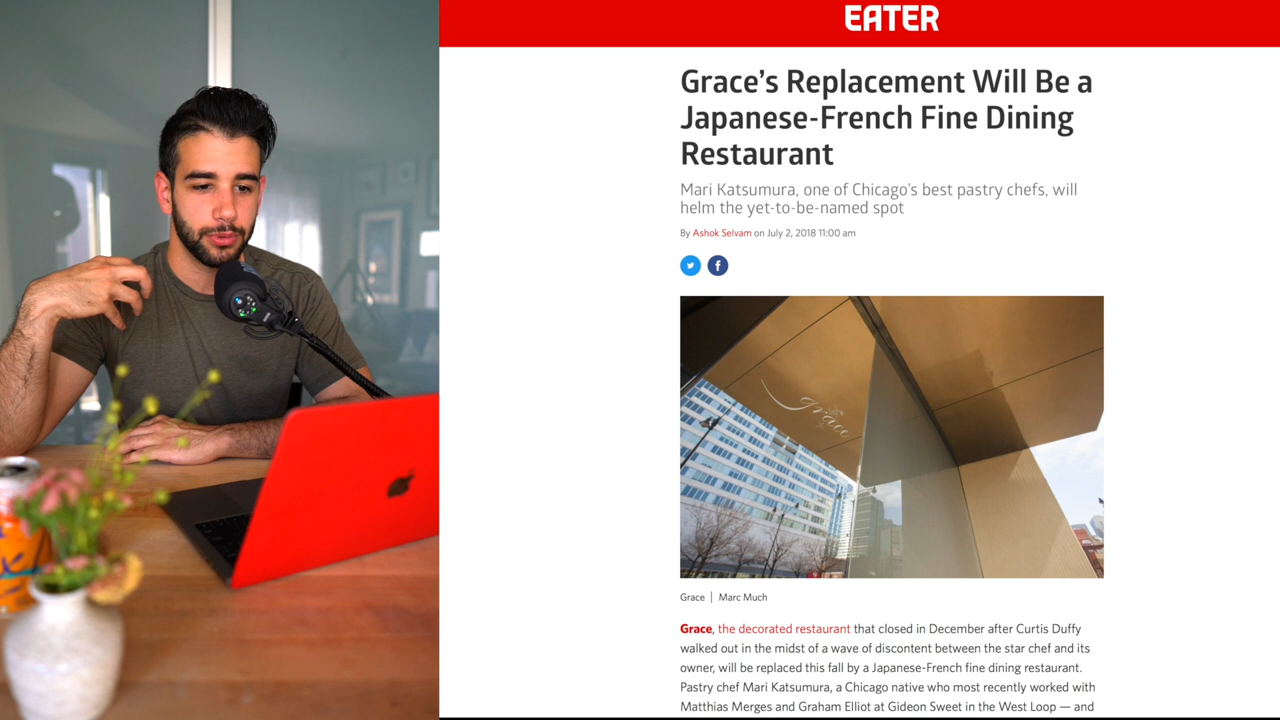 EATER
Grace’s Replacement Will Be a
Japanese-French Fine Dining
Restaurant
Mari Katsumura, one of Chicago’s best pastry chefs, will
helm the yet-to-be-named spot
By Ashok Selvam on July 2, 2018 11:00 am
grace
Grace | Marc Much
Grace, the decorated restaurant that closed in December after Curtis Duffy
walked out in the midst of a wave of discontent between the star chef and its
owner, will be replaced this fall by a Japanese-French fine dining restaurant.
Pastry chef Mari Katsumura, a Chicago native who most recently worked with
Matthias Merges and Graham Elliot at Gideon Sweet in the West Loop — and